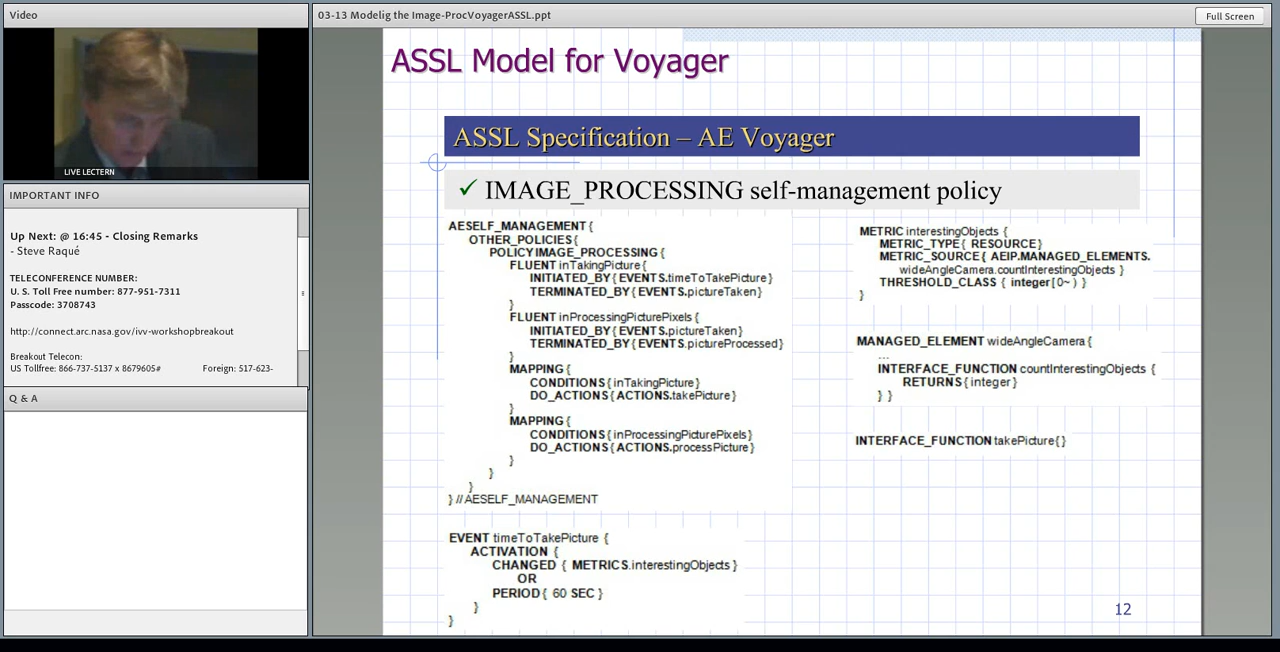 Video
LIVE LECTERN
IMPORTANT INFO
Up Next: @ 16:45 - Closing Remarks
- Steve Raqué
TELECONFERENCE NUMBER:
U. S. Toll Free number: 877-951-7311
Passcode: 3708743
http://connect.arc.nasa.gov/ivv-workshopbreakout
Breakout Telecon:
US Tollfree: 866-737-5137 x 8679605# Foreign: 517-623-
Q & A
03-13 Modelig the Image-ProcVoyagerASSL.ppt
Full Screen
ASSL Model for Voyager
ASSL Specification – AE Voyager
✓ IMAGE_PROCESSING self-management policy
AESELF_MANAGEMENT {
OTHER_POLICIES {
POLICY IMAGE_PROCESSING {
FLUENT inTakingPicture {
INITIATED_BY { EVENTS.timeToTakePicture }
TERMINATED_BY { EVENTS.pictureTaken }
}
FLUENT inProcessingPicturePixels {
INITIATED_BY { EVENTS.pictureTaken }
TERMINATED_BY { EVENTS.pictureProcessed }
}
MAPPING {
CONDITIONS { inTakingPicture }
DO_ACTIONS { ACTIONS.takePicture }
}
MAPPING {
CONDITIONS { inProcessingPicturePixels }
DO_ACTIONS { ACTIONS.processPicture }
}
}
}
} // AESELF_MANAGEMENT
EVENT timeToTakePicture {
ACTIVATION {
CHANGED { METRICS.interestingObjects }
OR
PERIOD { 60 SEC }
}
}
METRIC interestingObjects {
METRIC_TYPE { RESOURCE }
METRIC_SOURCE { AEIP.MANAGED_ELEMENTS.
wideAngleCamera.countInterestingObjects }
THRESHOLD_CLASS { integer [ 0~ ) }
}
MANAGED_ELEMENT wideAngleCamera {
...
INTERFACE_FUNCTION countInterestingObjects {
RETURNS { integer }
} }
INTERFACE_FUNCTION takePicture { }
12